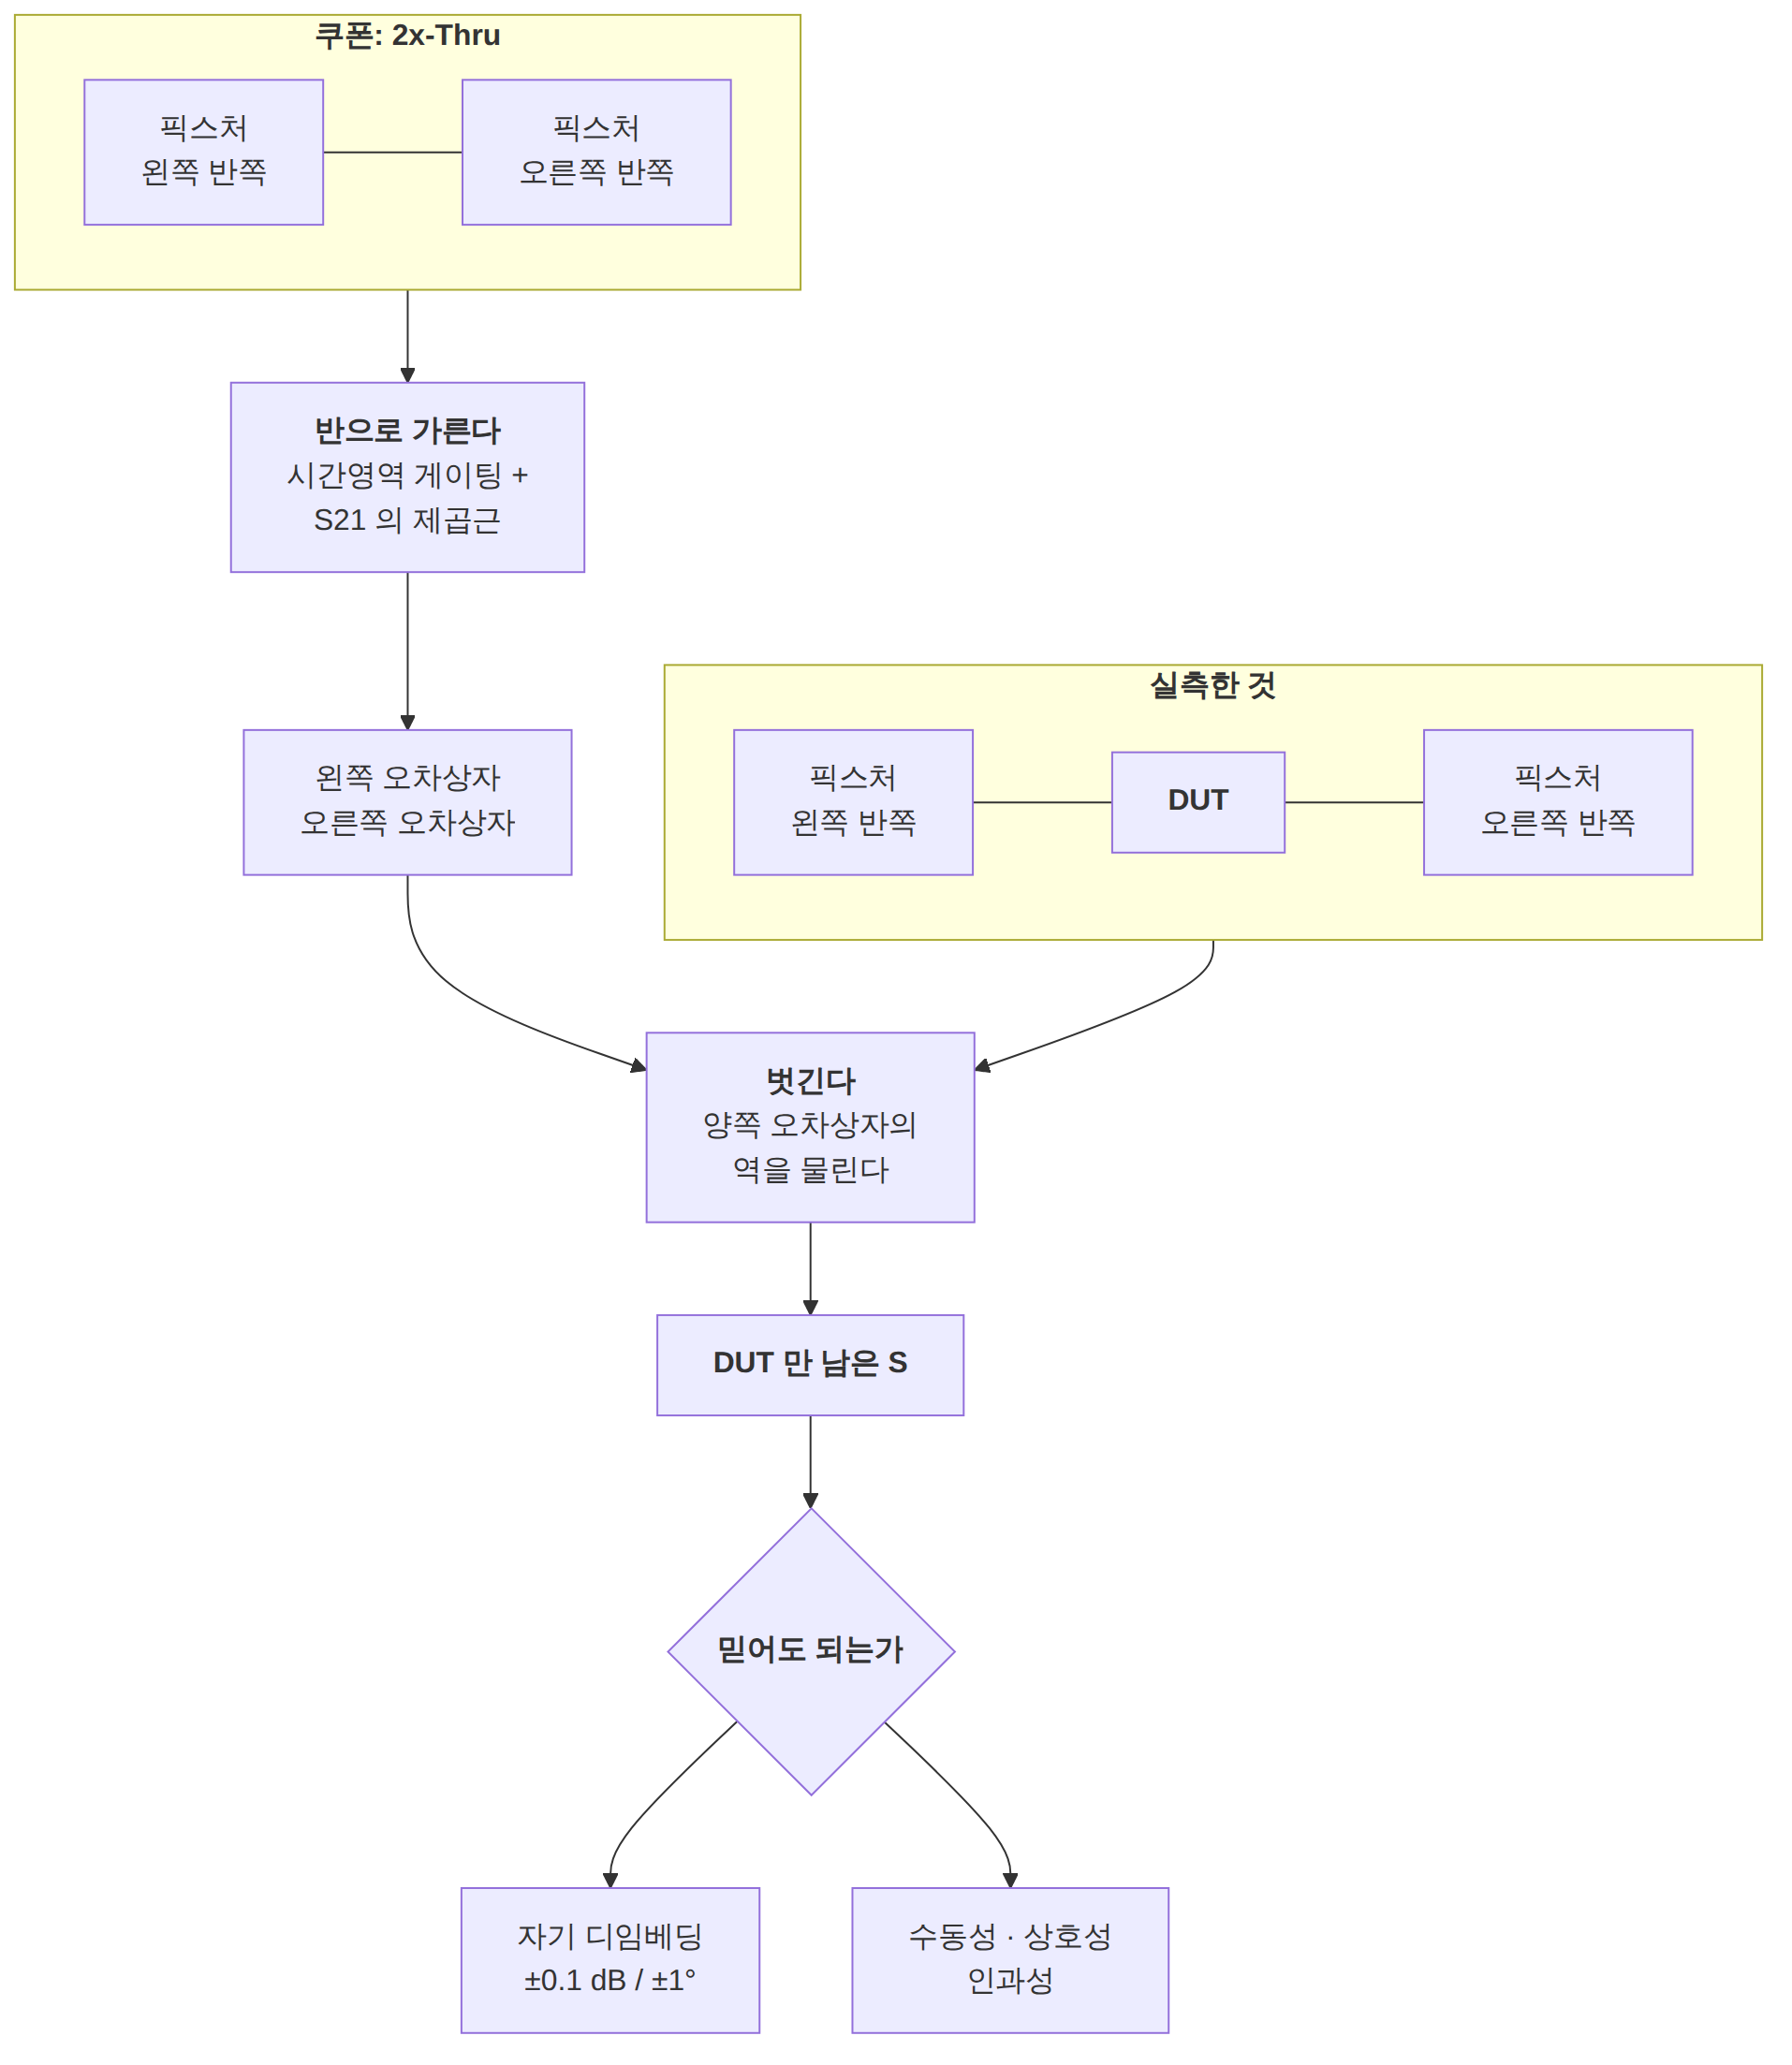 쿠폰: 2x-Thru
픽스처
왼쪽 반쪽
픽스처
오른쪽 반쪽
반으로 가른다
시간영역 게이팅 +
S21 의 제곱근
왼쪽 오차상자
오른쪽 오차상자
실측한 것
픽스처
왼쪽 반쪽
DUT
픽스처
오른쪽 반쪽
벗긴다
양쪽 오차상자의
역을 물린다
DUT 만 남은 S
믿어도 되는가
자기 디임베딩
±0.1 dB / ±1°
수동성 · 상호성
인과성